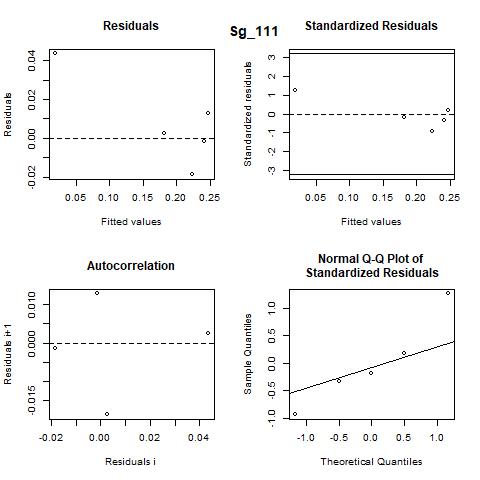 Sg_111
Residuals
Residuals
-0.02 0.00 0.02 0.04
0.05 0.10 0.15 0.20 0.25
Fitted values
Standardized Residuals
Standardized residuals
-3 -2 -1 0 1 2 3
0.05 0.10 0.15 0.20 0.25
Fitted values
Autocorrelation
Residuals i+1
-0.015 0.000 0.010
-0.02 0.00 0.02 0.04
Residuals i
Normal Q-Q Plot of
Standardized Residuals
Sample Quantiles
-1.0 -0.5 0.0 0.5 1.0
-1.0 -0.5 0.0 0.5 1.0
Theoretical Quantiles